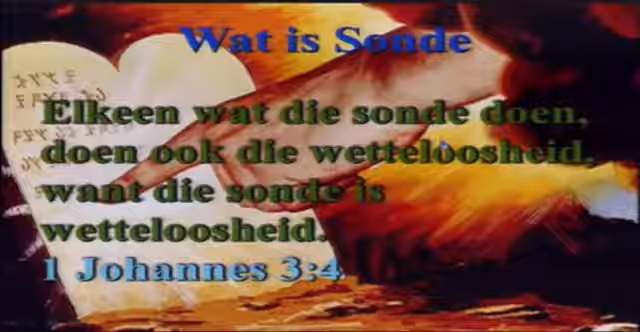 Wat is Sonde
Elkeen wat die sonde doen,
doen ook die wetteloosheid,
want die sonde is
wetteloosheid.
1 Johannes 3:4